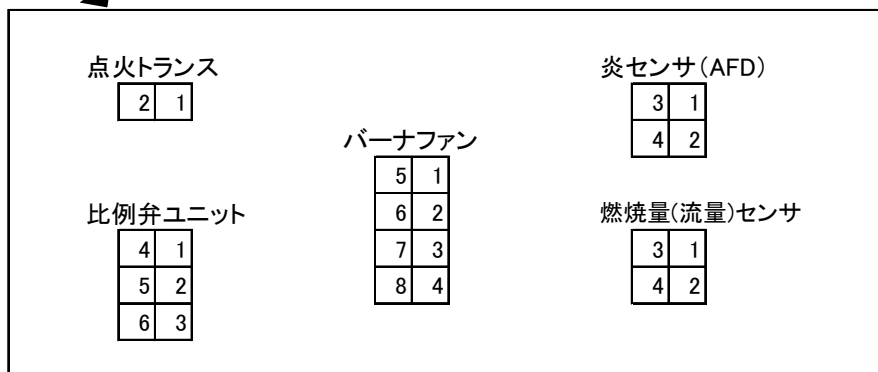 点火トランス
2 1
比例弁ユニット
4 1
5 2
6 3
バーナファン
5 1
6 2
7 3
8 4
炎センサ(AFD)
3 1
4 2
燃焼量(流量)センサ
3 1
4 2